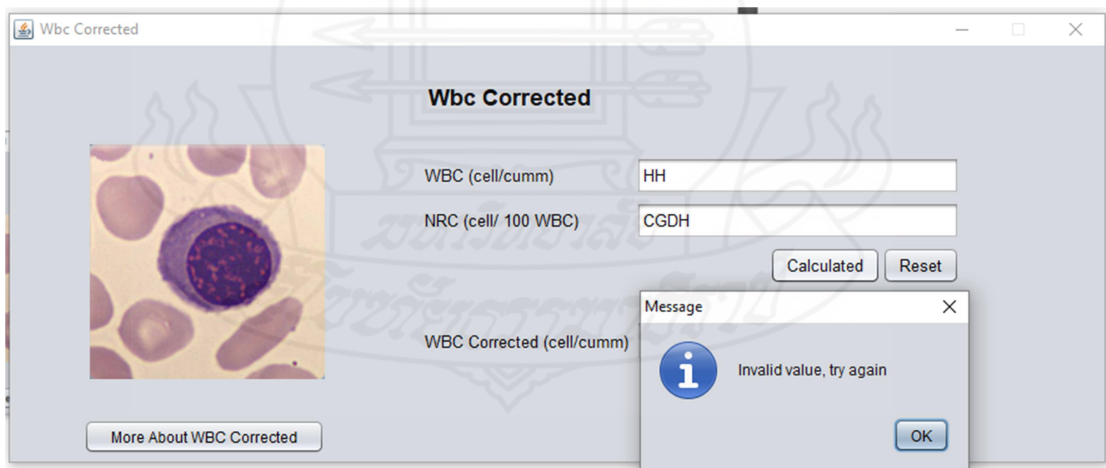 Wbc Corrected
Wbc Corrected
WBC (cell/cumm) HH
NRC (cell/ 100 WBC) CGDH
Calculated Reset
Message
WBC Corrected (cell/cumm)
Invalid value, try again
OK
More About WBC Corrected